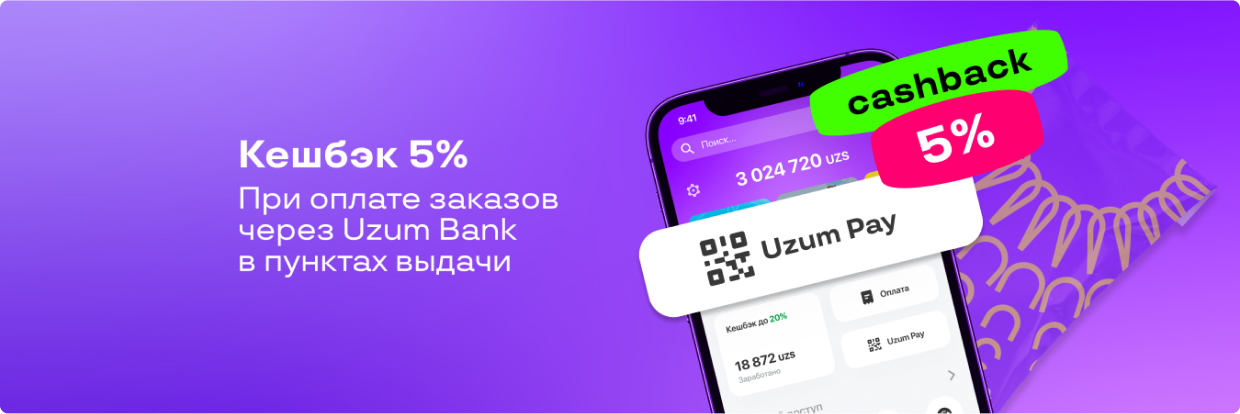 Кешбэк 5%
При оплате заказов
через Uzum Bank
в пунктах выдачи
9:41
Поиск...
3 024 720 UZS
cashback
5%
Uzum Pay
Оплата
Кешбэк до 20%
Uzum Pay
18 872 UZS
Заработано